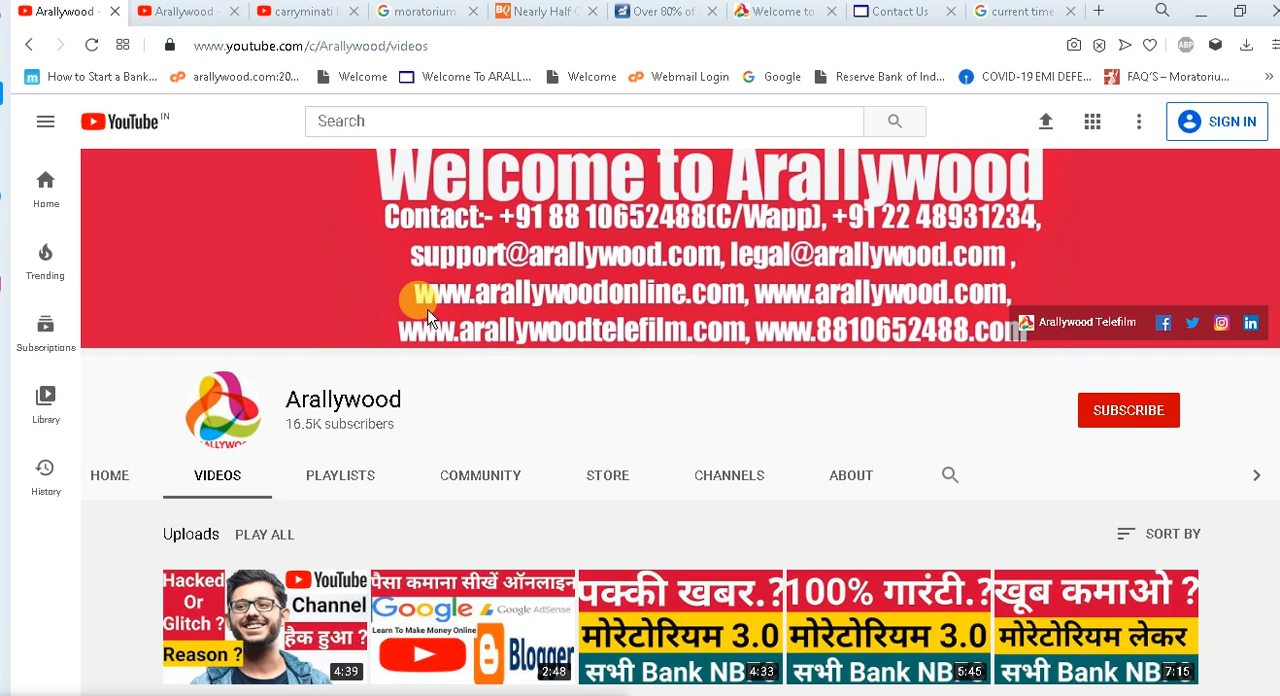 Arallywood
Arallywood
carryminati
moratorium
Nearly Half
Over 80% of
Welcome to
Contact Us
current time
www.youtube.com/c/Arallywood/videos
How to Start a Bank...
arallywood.com:20...
Welcome
Welcome To ARALL...
Welcome
Webmail Login
Google
Reserve Bank of Ind...
COVID-19 EMI DEFE...
FAQ'S – Moratoriu...
YouTube IN
Search
SIGN IN
Home
Trending
Subscriptions
Library
History
Welcome to Arallywood
Contact:- +91 88 10652488(C/Wapp), +91 22 48931234,
support@arallywood.com, legal@arallywood.com ,
www.arallywoodonline.com, www.arallywood.com,
www.arallywoodtelefilm.com, www.8810652488.com
Arallywood Telefilm
ARALLYWOOD
Arallywood
16.5K subscribers
SUBSCRIBE
HOME
VIDEOS
PLAYLISTS
COMMUNITY
STORE
CHANNELS
ABOUT
Uploads
PLAY ALL
SORT BY
Hacked
Or
Glitch ?
Reason ?
YouTube
Channel
हैक हुआ ?
4:39
पैसा कमाना सीखें ऑनलाइन
Google
Google AdSense
Learn To Make Money Online
Blogger
2:48
पक्की खबर.?
मोरेटोरियम 3.0
सभी Bank NBFC
4:33
100% गारंटी.?
मोरेटोरियम 3.0
सभी Bank NBFC
5:45
खूब कमाओ ?
मोरेटोरियम लेकर
सभी Bank NBFC
7:15